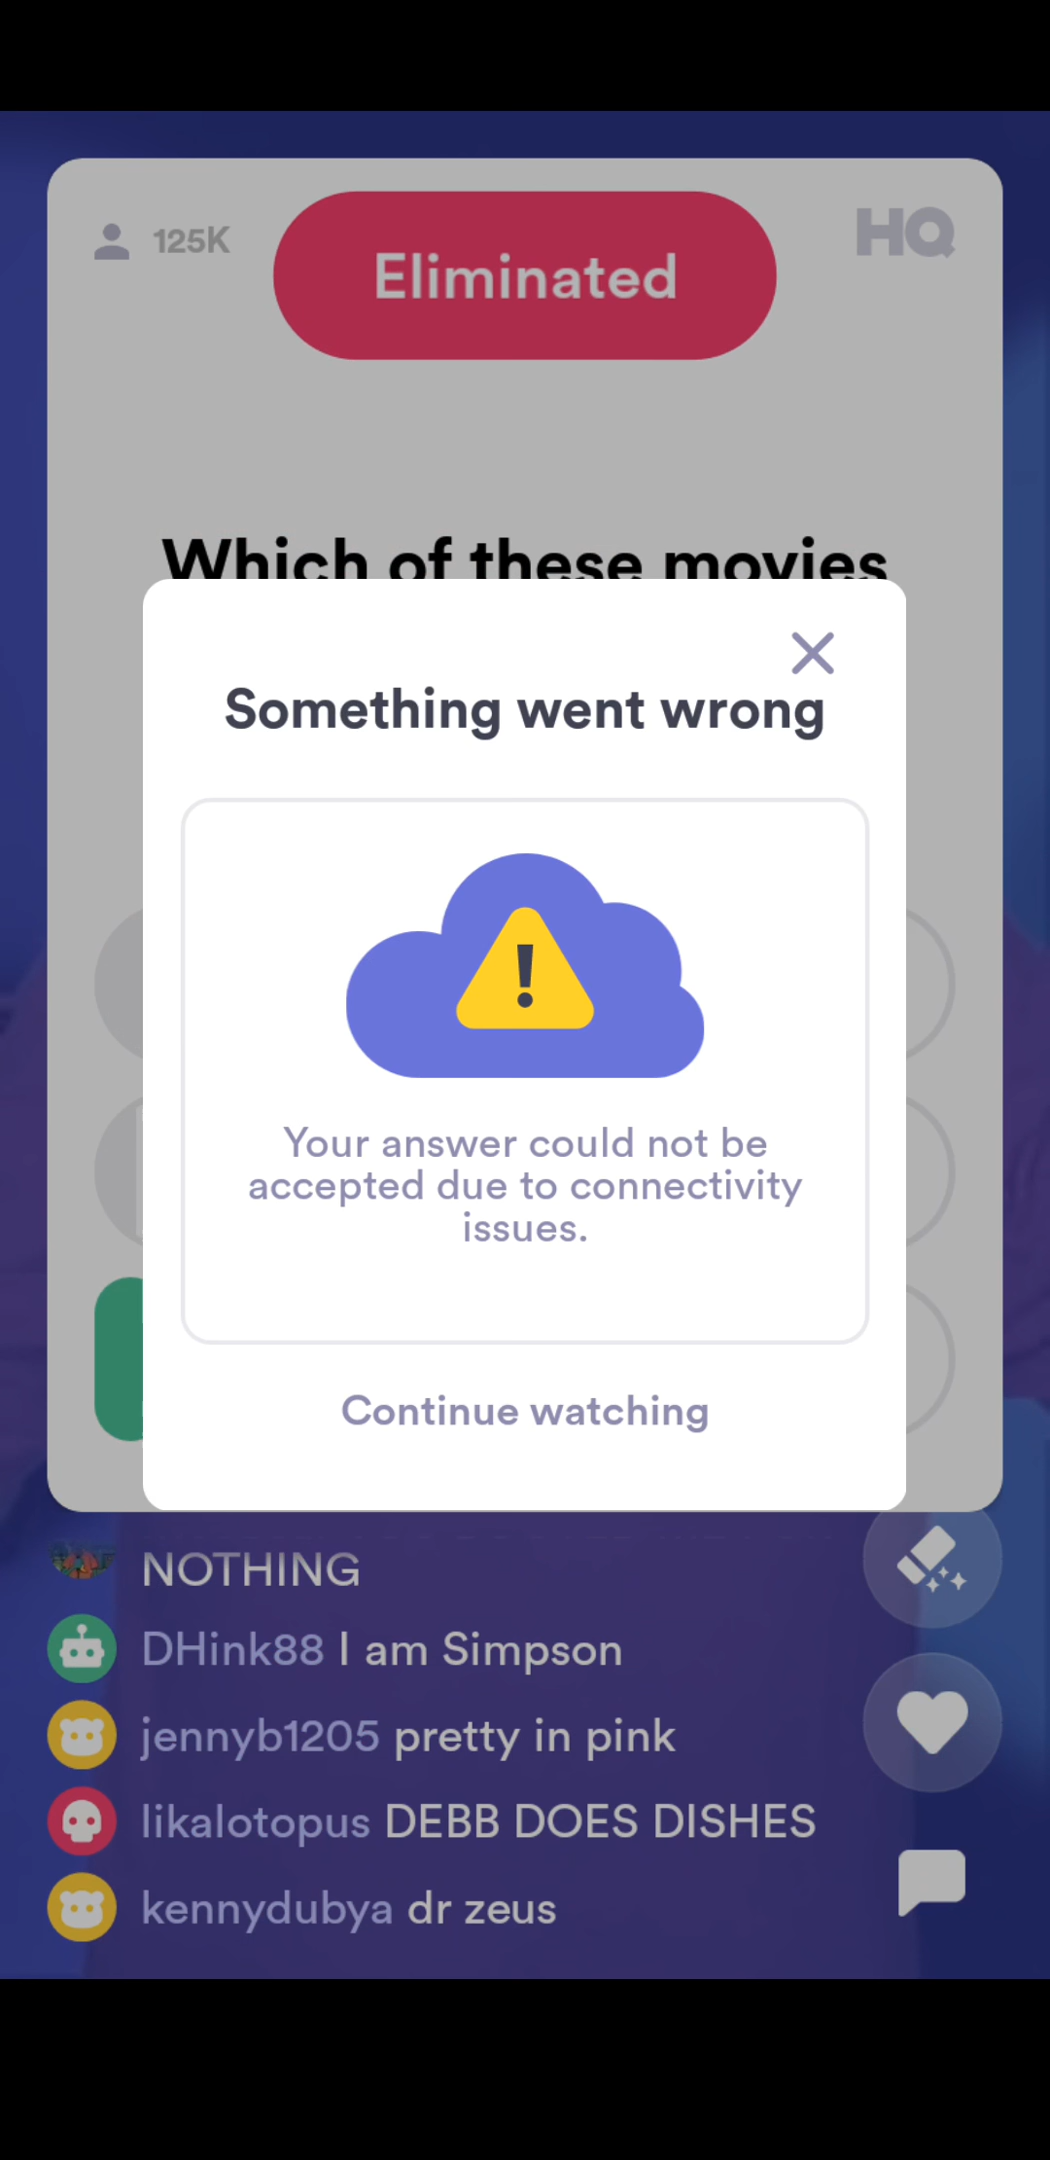 125K
Eliminated
HQ
Which of these movies
Something went wrong
Your answer could not be
accepted due to connectivity
issues.
Continue watching
NOTHING
DHink88 I am Simpson
jennyb1205 pretty in pink
likalotopus DEBB DOES DISHES
kennydubya dr zeus